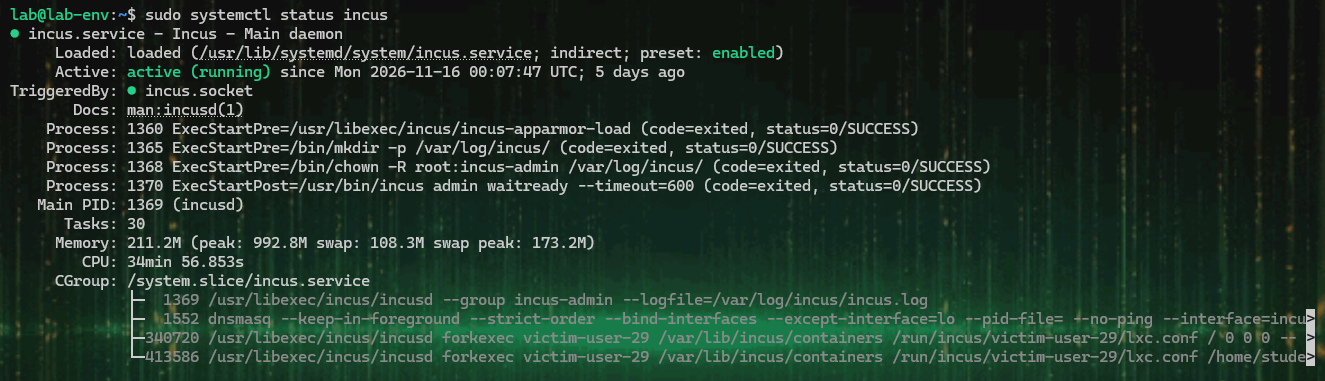 lab@lab-env:~$ sudo systemctl status incus
● incus.service - Incus - Main daemon
Loaded: loaded (/usr/lib/systemd/system/incus.service; indirect; preset: enabled)
Active: active (running) since Mon 2026-11-16 00:07:47 UTC; 5 days ago
TriggeredBy: ● incus.socket
Docs: man:incusd(1)
Process: 1360 ExecStartPre=/usr/libexec/incus/incus-apparmor-load (code=exited, status=0/SUCCESS)
Process: 1365 ExecStartPre=/bin/mkdir -p /var/log/incus/ (code=exited, status=0/SUCCESS)
Process: 1368 ExecStartPre=/bin/chown -R root:incus-admin /var/log/incus/ (code=exited, status=0/SUCCESS)
Process: 1370 ExecStartPost=/usr/bin/incus admin waitready --timeout=600 (code=exited, status=0/SUCCESS)
Main PID: 1369 (incusd)
Tasks: 30
Memory: 211.2M (peak: 992.8M swap: 108.3M swap peak: 173.2M)
CPU: 34min 56.853s
CGroup: /system.slice/incus.service
├─  1369 /usr/libexec/incus/incusd --group incus-admin --logfile=/var/log/incus/incus.log
├─  1552 dnsmasq --keep-in-foreground --strict-order --bind-interfaces --except-interface=lo --pid-file= --no-ping --interface=incu>
├─340720 /usr/libexec/incus/incusd forkexec victim-user-29 /var/lib/incus/containers /run/incus/victim-user-29/lxc.conf / 0 0 0 -- >
└─413586 /usr/libexec/incus/incusd forkexec victim-user-29 /var/lib/incus/containers /run/incus/victim-user-29/lxc.conf /home/stude>